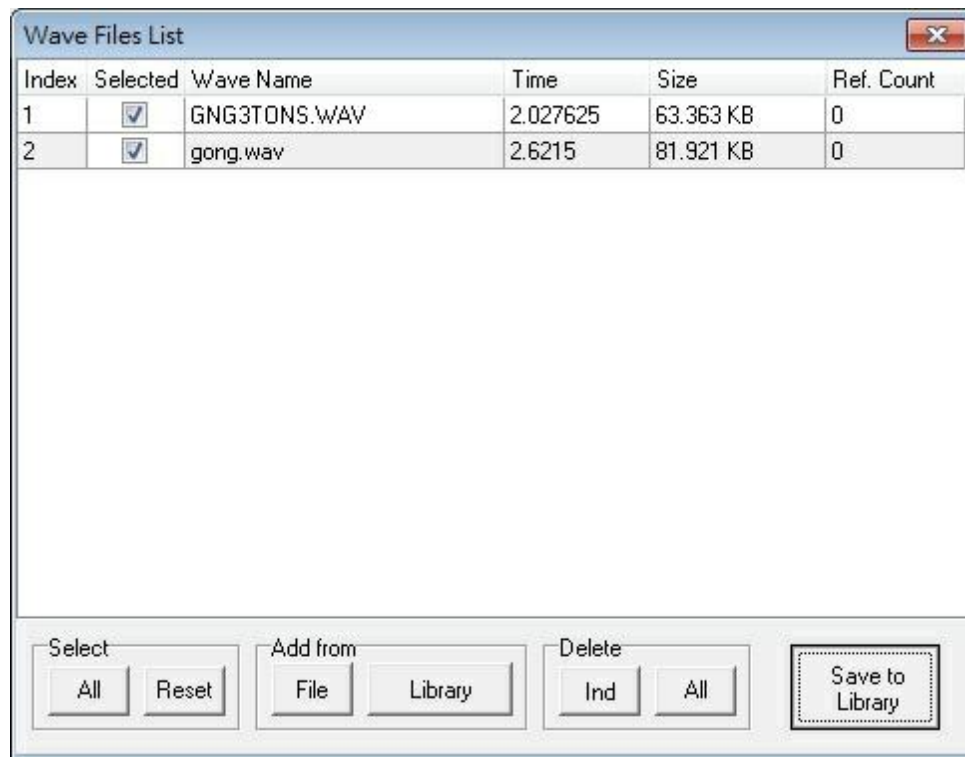 Wave Files List
Index Selected Wave Name Time Size Ref. Count
1 GNG3TONS.WAV 2.027625 63.363 KB 0
2 gong.wav 2.6215 81.921 KB 0
Select Add from Delete
All Reset File Library Ind All Save to
Library